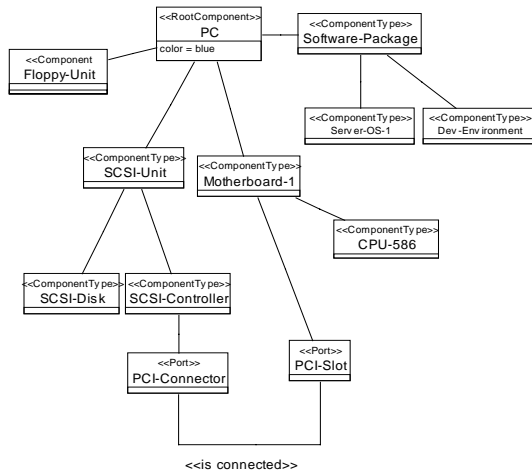 <<RootComponent>>
PC
color = blue
<<ComponentType>>
Software-Package
<<Component
Floppy-Unit
<<ComponentType>>
Server-OS-1
<<ComponentType>>
Dev-Environment
<<ComponentType>>
SCSI-Unit
<<ComponentType>>
Motherboard-1
<<ComponentType>>
CPU-586
<<ComponentType>>
SCSI-Disk
<<ComponentType>>
SCSI-Controller
<<Port>>
PCI-Connector
<<Port>>
PCI-Slot
<<is connected>>